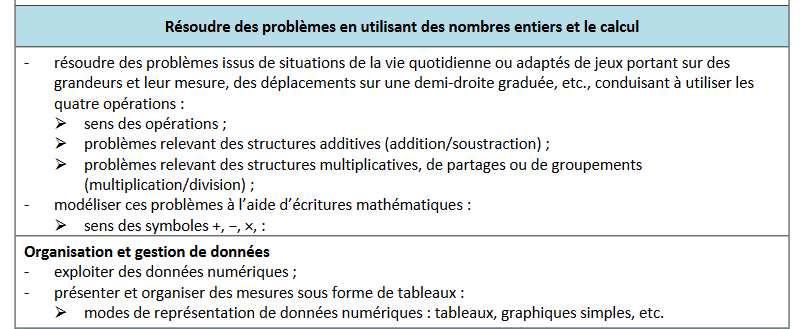 Résoudre des problèmes en utilisant des nombres entiers et le calcul
- résoudre des problèmes issus de situations de la vie quotidienne ou adaptés de jeux portant sur des
grandeurs et leur mesure, des déplacements sur une demi-droite graduée, etc., conduisant à utiliser les
quatre opérations :
➤ sens des opérations ;
➤ problèmes relevant des structures additives (addition/soustraction) ;
➤ problèmes relevant des structures multiplicatives, de partages ou de groupements
(multiplication/division) ;
- modéliser ces problèmes à l’aide d’écritures mathématiques :
➤ sens des symboles +, −, ×, :
Organisation et gestion de données
- exploiter des données numériques ;
- présenter et organiser des mesures sous forme de tableaux :
➤ modes de représentation de données numériques : tableaux, graphiques simples, etc.